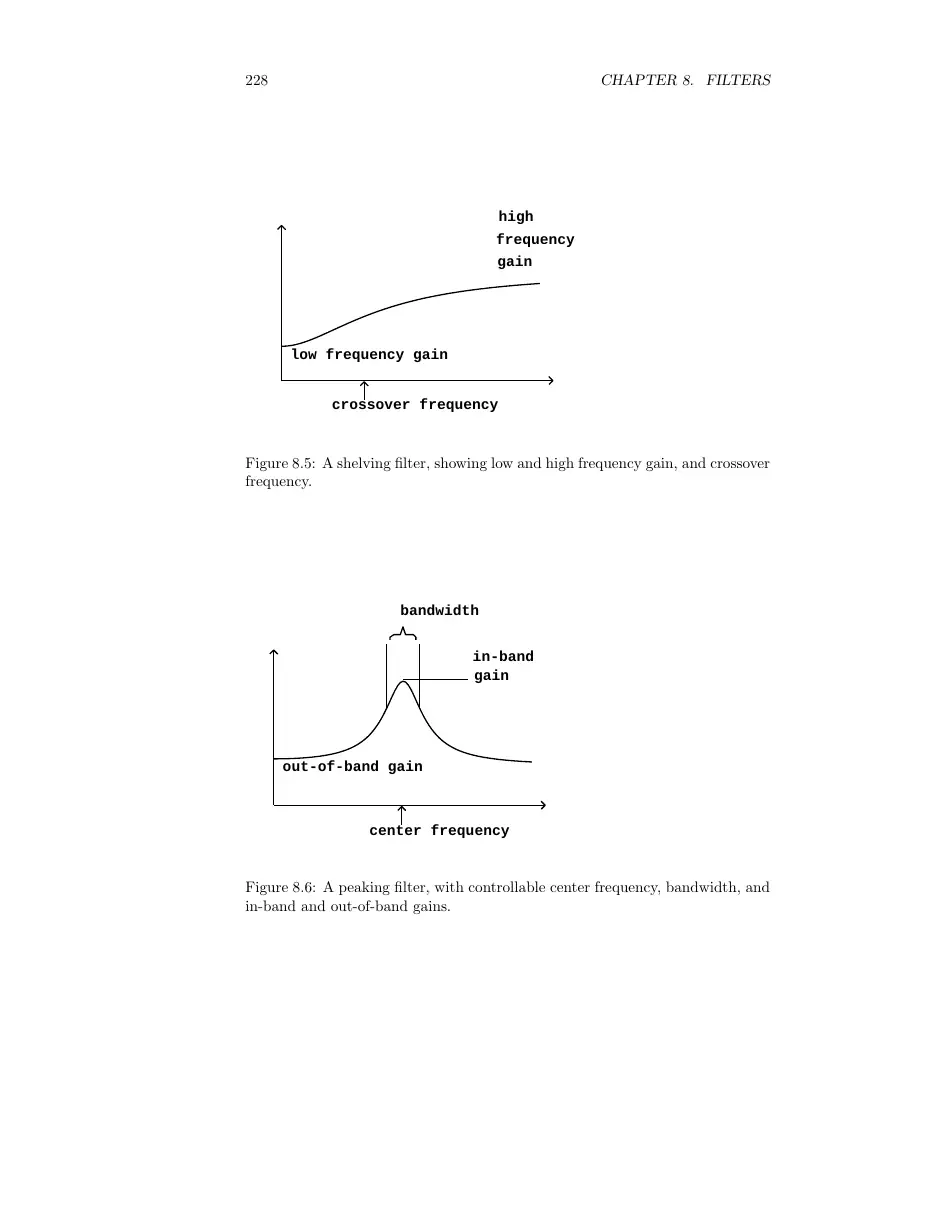 228 CHAPTER 8. FILTERS
high
frequency
gain
low frequency gain
crossover frequency
Figure 8.5: A shelving filter, showing low and high frequency gain, and crossover
frequency.
bandwidth
in-band
gain
out-of-band gain
center frequency
Figure 8.6: A peaking filter, with controllable center frequency, bandwidth, and
in-band and out-of-band gains.